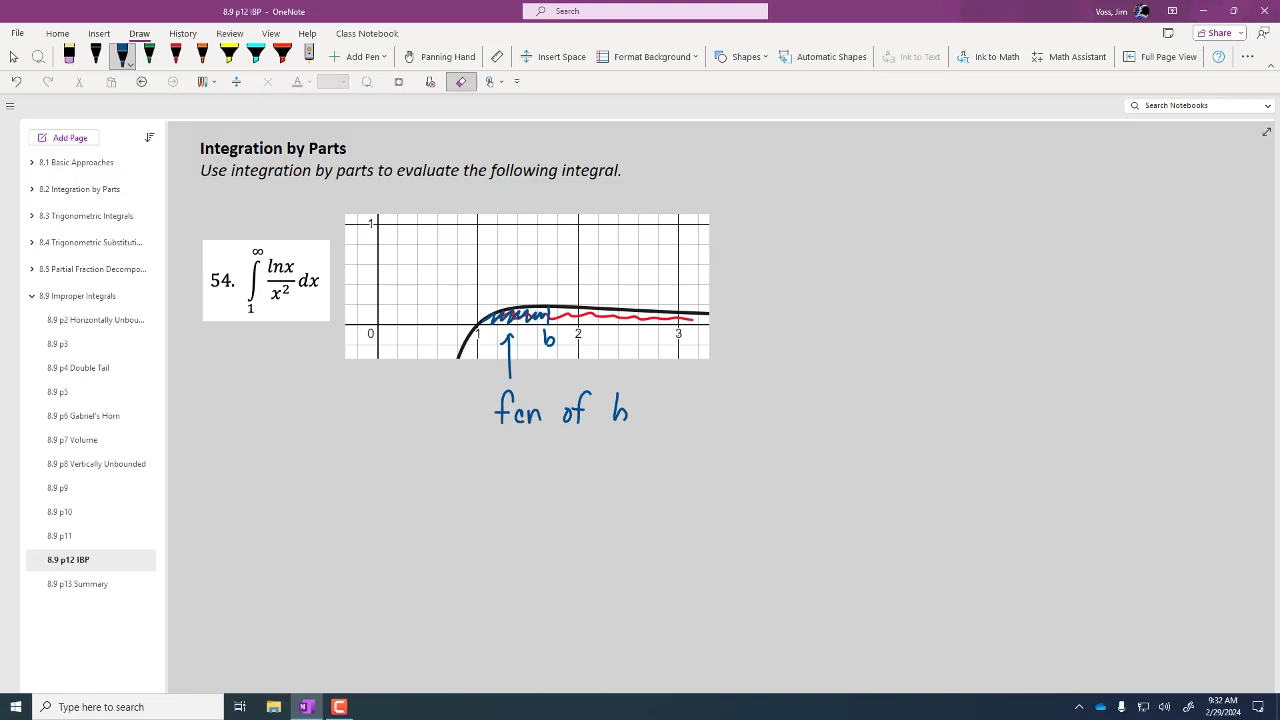 8.9 p12 IBP - OneNote
Search
Voss, Jim
File Home Insert Draw History Review View Help Class Notebook
Share
Add Pen Panning Hand Insert Space Format Background Shapes Automatic Shapes Ink to Text Ink to Math Math Assistant Full Page View
Search Notebooks
Add Page
8.1 Basic Approaches
8.2 Integration by Parts
8.3 Trigonometric Integrals
8.4 Trigonometric Substituti...
8.5 Partial Fraction Decompo...
8.9 Improper Integrals
8.9 p2 Horizontally Unbou...
8.9 p3
8.9 p4 Double Tail
8.9 p5
8.9 p6 Gabriel's Horn
8.9 p7 Volume
8.9 p8 Vertically Unbounded
8.9 p9
8.9 p10
8.9 p11
8.9 p12 IBP
8.9 p13 Summary
Integration by Parts
Use integration by parts to evaluate the following integral.
54. ∫₁^∞ lnx/x² dx
1
0 1 2 3
b
fcn of b
Type here to search
9:32 AM
2/29/2024